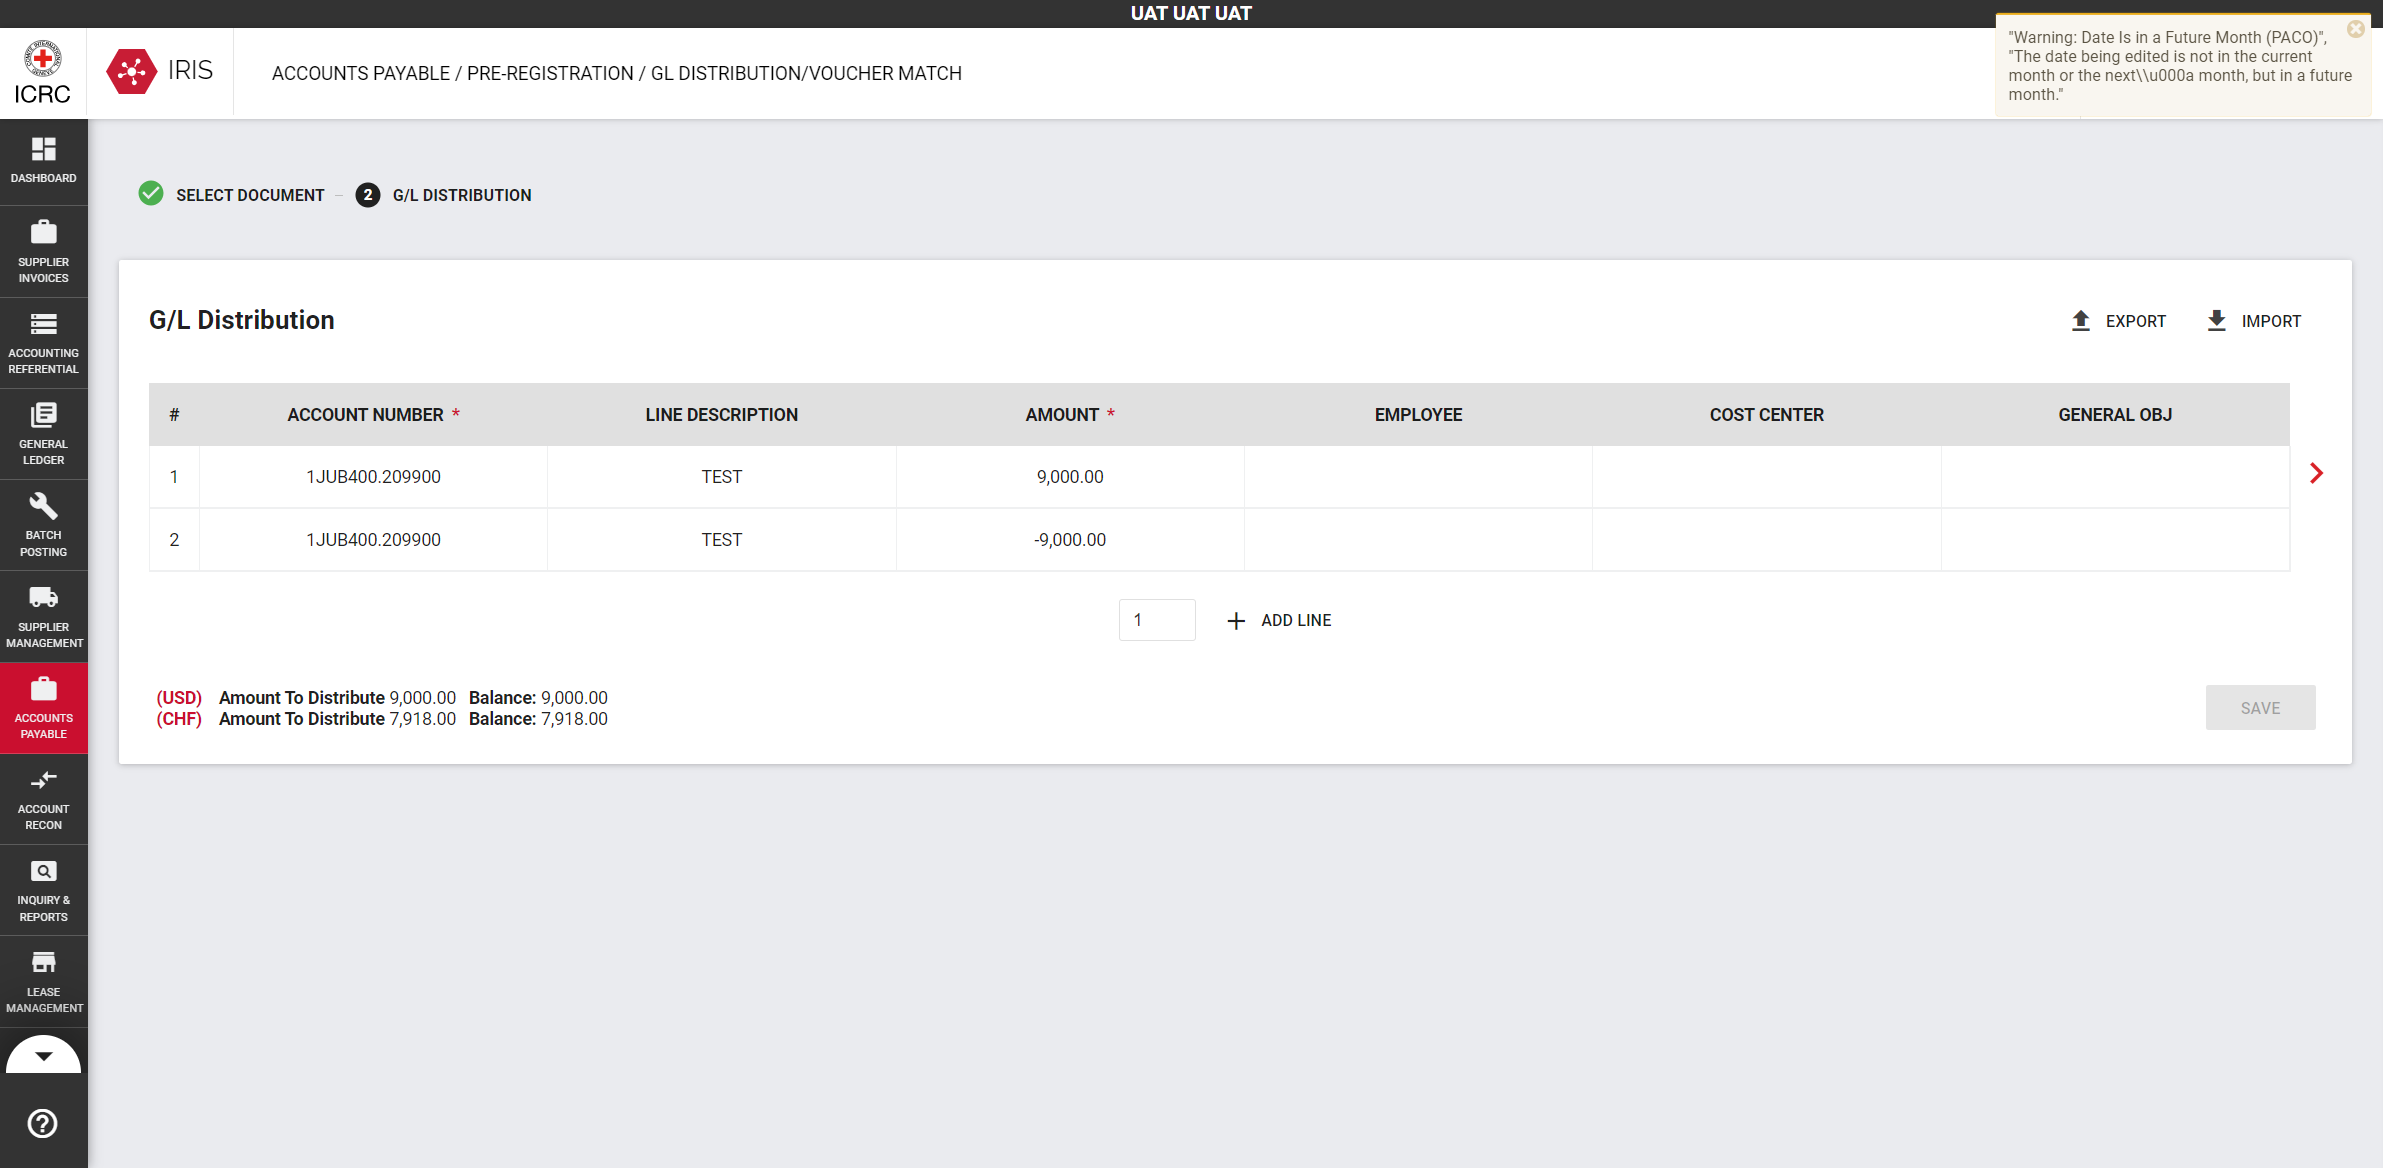 UAT UAT UAT
ICRC
IRIS
ACCOUNTS PAYABLE / PRE-REGISTRATION / GL DISTRIBUTION/VOUCHER MATCH
"Warning: Date Is in a Future Month (PACO)",
"The date being edited is not in the current
month or the next\\u000a month, but in a future
month."
DASHBOARD
SUPPLIER
INVOICES
ACCOUNTING
REFERENTIAL
GENERAL
LEDGER
BATCH
POSTING
SUPPLIER
MANAGEMENT
ACCOUNTS
PAYABLE
ACCOUNT
RECON
INQUIRY &
REPORTS
LEASE
MANAGEMENT
SELECT DOCUMENT 2 G/L DISTRIBUTION
G/L Distribution
EXPORT IMPORT
# ACCOUNT NUMBER * LINE DESCRIPTION AMOUNT * EMPLOYEE COST CENTER GENERAL OBJ
1 1JUB400.209900 TEST 9,000.00
2 1JUB400.209900 TEST -9,000.00
1 + ADD LINE
(USD) Amount To Distribute 9,000.00 Balance: 9,000.00
(CHF) Amount To Distribute 7,918.00 Balance: 7,918.00
SAVE